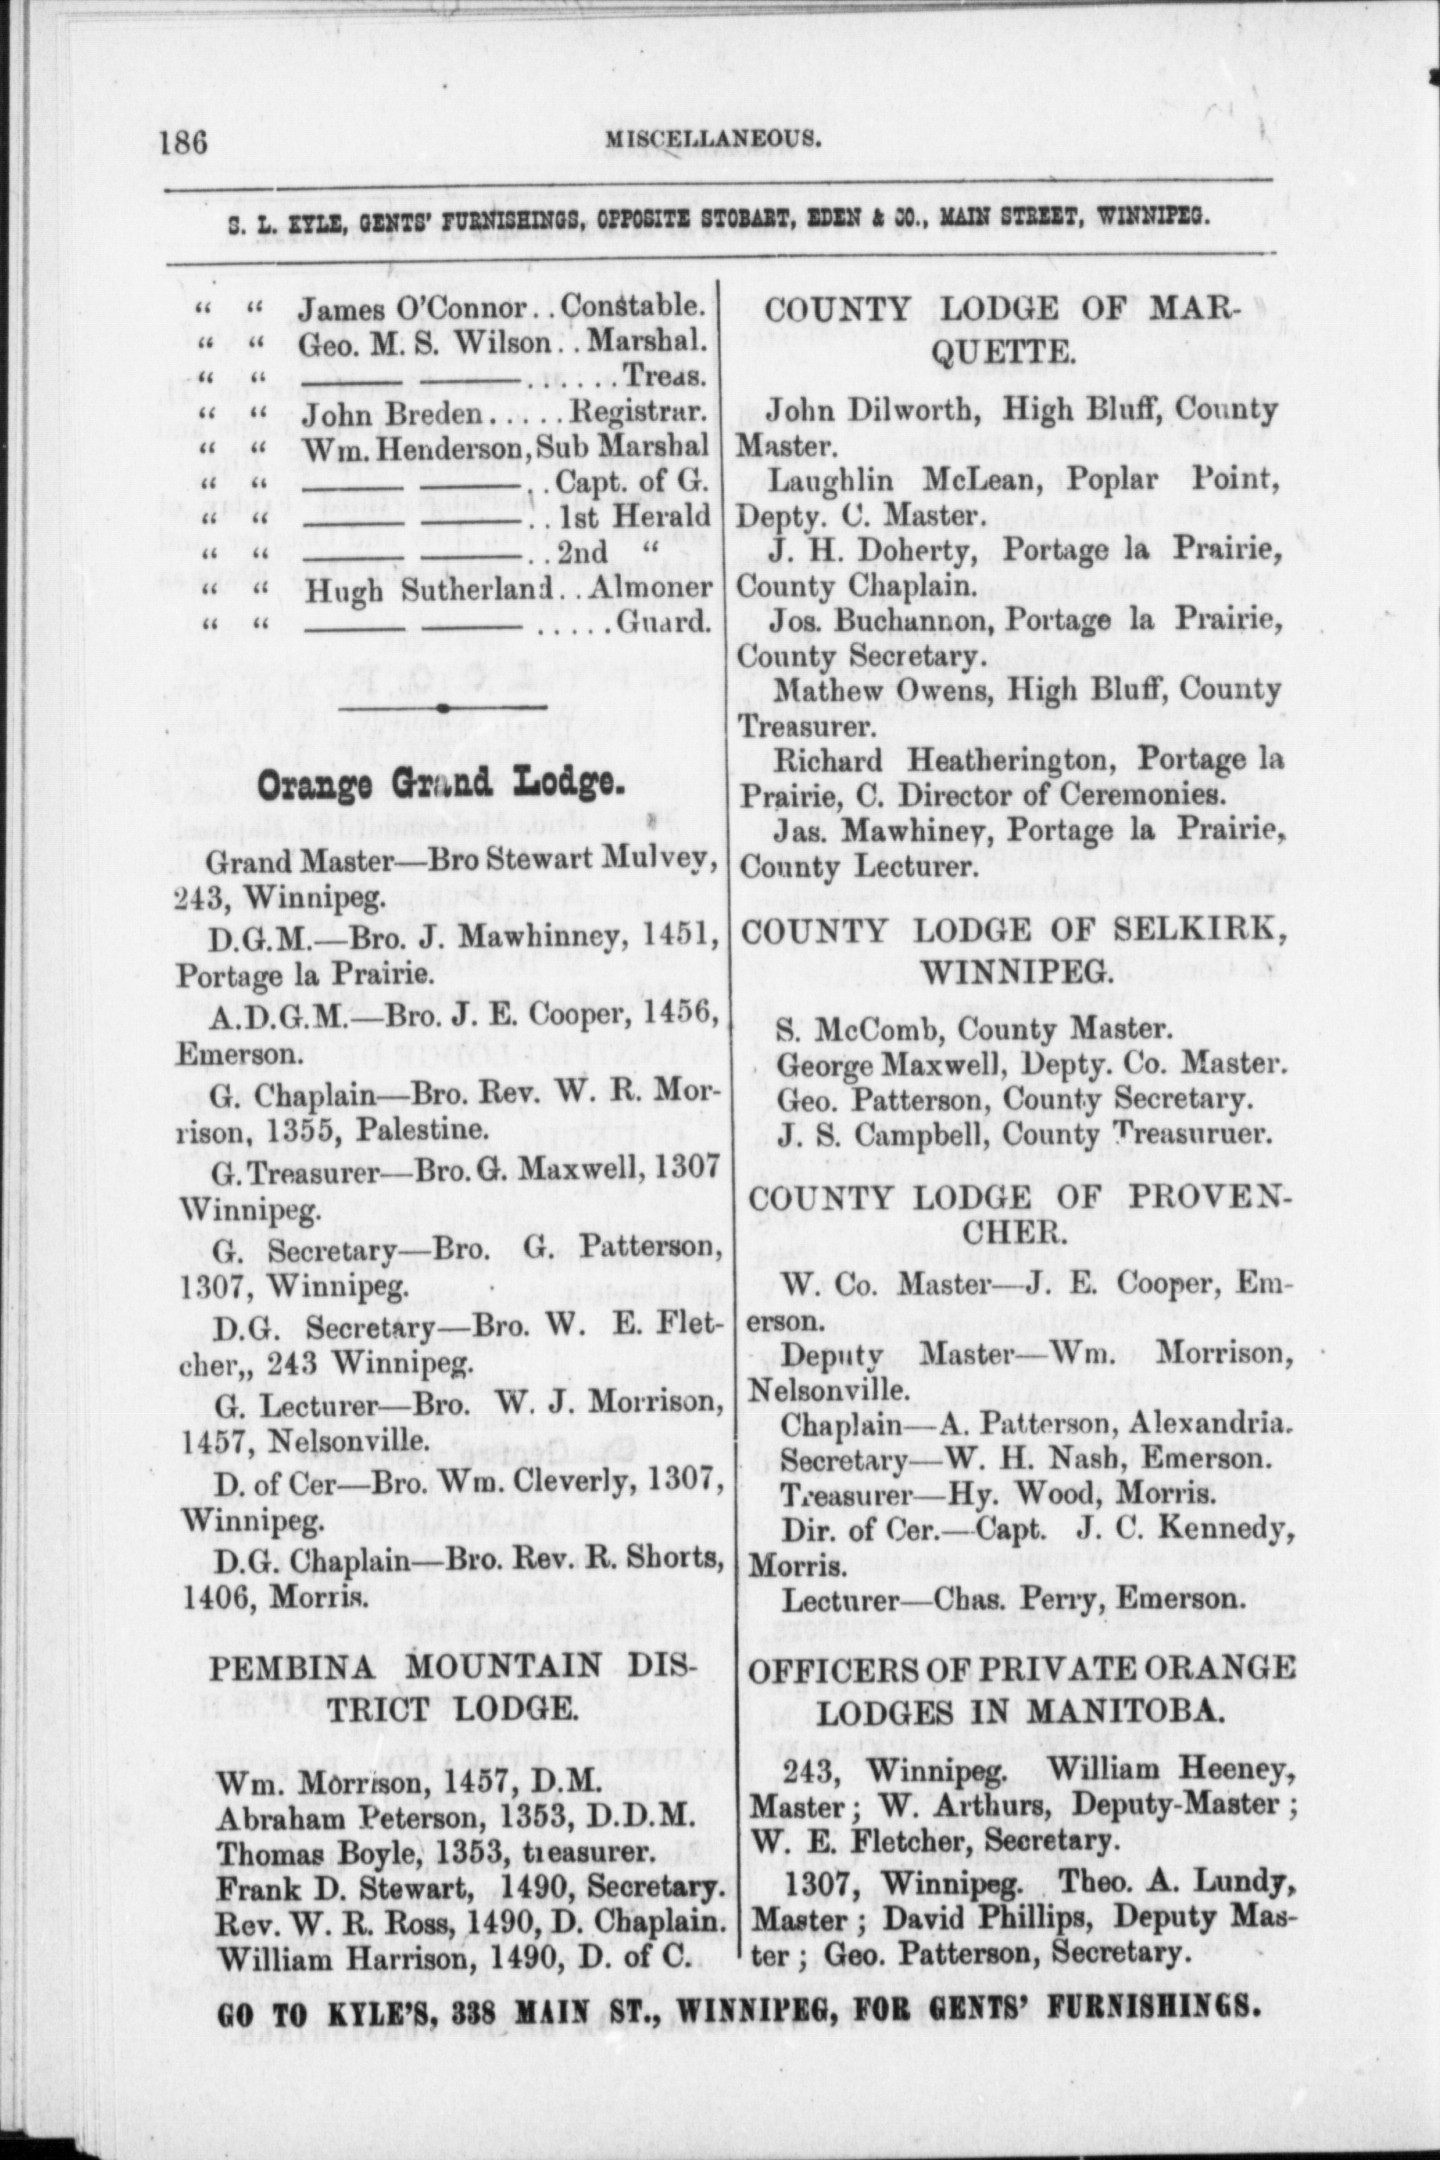 186
MISCELLANEOUS.
S. L. KYLE, GENTS' FURNISHINGS, OPPOSITE STOBART, EDEN & CO., MAIN STREET, WINNIPEG.
“ “ James O'Connor..Constable.
“ “ Geo. M. S. Wilson..Marshal.
“ “ ——— ———......Treas.
“ “ John Breden.....Registrar.
“ “ Wm. Henderson, Sub Marshal
“ “ ——— ———..Capt. of G.
“ “ ——— ———..1st Herald
“ “ ——— ———..2nd “
“ “ Hugh Sutherland..Almoner
“ “ ——— ———.....Guard.
Orange Grand Lodge.
Grand Master—Bro Stewart Mulvey,
243, Winnipeg.
D.G.M.—Bro. J. Mawhinney, 1451,
Portage la Prairie.
A.D.G.M.—Bro. J. E. Cooper, 1456,
Emerson.
G. Chaplain—Bro. Rev. W. R. Mor-
rison, 1355, Palestine.
G. Treasurer—Bro. G. Maxwell, 1307
Winnipeg.
G. Secretary—Bro. G. Patterson,
1307, Winnipeg.
D.G. Secretary—Bro. W. E. Flet-
cher,, 243 Winnipeg.
G. Lecturer—Bro. W. J. Morrison,
1457, Nelsonville.
D. of Cer—Bro. Wm. Cleverly, 1307,
Winnipeg.
D.G. Chaplain—Bro. Rev. R. Shorts,
1406, Morris.
PEMBINA MOUNTAIN DIS-
TRICT LODGE.
Wm. Morrison, 1457, D.M.
Abraham Peterson, 1353, D.D.M.
Thomas Boyle, 1353, treasurer.
Frank D. Stewart, 1490, Secretary.
Rev. W. R. Ross, 1490, D. Chaplain.
William Harrison, 1490, D. of C.
COUNTY LODGE OF MAR-
QUETTE.
John Dilworth, High Bluff, County
Master.
Laughlin McLean, Poplar Point,
Depty. C. Master.
J. H. Doherty, Portage la Prairie,
County Chaplain.
Jos. Buchannon, Portage la Prairie,
County Secretary.
Mathew Owens, High Bluff, County
Treasurer.
Richard Heatherington, Portage la
Prairie, C. Director of Ceremonies.
Jas. Mawhiney, Portage la Prairie,
County Lecturer.
COUNTY LODGE OF SELKIRK,
WINNIPEG.
S. McComb, County Master.
George Maxwell, Depty. Co. Master.
Geo. Patterson, County Secretary.
J. S. Campbell, County Treasuruer.
COUNTY LODGE OF PROVEN-
CHER.
W. Co. Master—J. E. Cooper, Em-
erson.
Deputy Master—Wm. Morrison,
Nelsonville.
Chaplain—A. Patterson, Alexandria.
Secretary—W. H. Nash, Emerson.
Treasurer—Hy. Wood, Morris.
Dir. of Cer.—Capt. J. C. Kennedy,
Morris.
Lecturer—Chas. Perry, Emerson.
OFFICERS OF PRIVATE ORANGE
LODGES IN MANITOBA.
243, Winnipeg. William Heeney,
Master; W. Arthurs, Deputy-Master;
W. E. Fletcher, Secretary.
1307, Winnipeg. Theo. A. Lundy,
Master; David Phillips, Deputy Mas-
ter; Geo. Patterson, Secretary.
GO TO KYLE'S, 338 MAIN ST., WINNIPEG, FOR GENTS' FURNISHINGS.